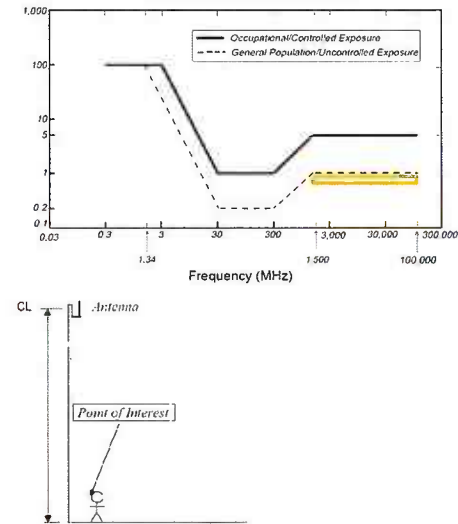 1,000
Occupational/Controlled Exposure
General Population/Uncontrolled Exposure
100
10
5
1
0.2
0.1
0.03 0.3 3 30 300 3,000 30,000 300,000
1.34 1,500 100,000
Frequency (MHz)
CL Antenna
Point of Interest